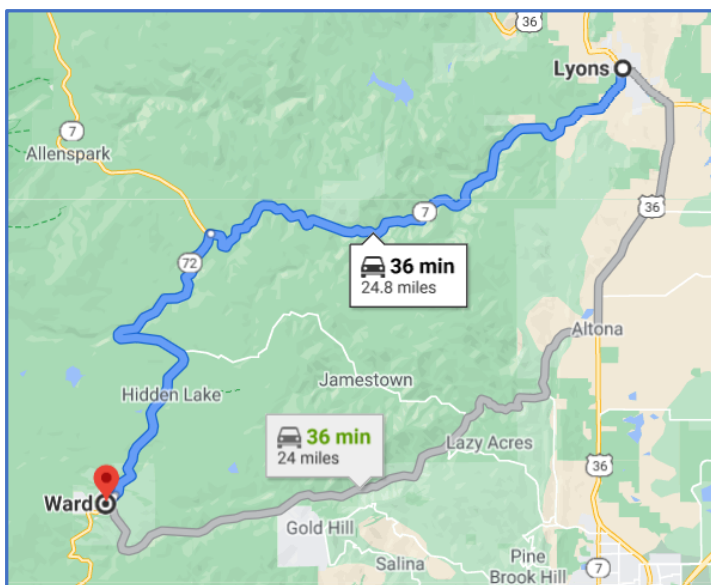 36
36
Lyons
7
Allenspark
36
7
72
36 min
24.8 miles
Altona
Jamestown
Hidden Lake
36 min
24 miles
Lazy Acres
36
Ward
Gold Hill
Pine
Brook Hill
Salina
7